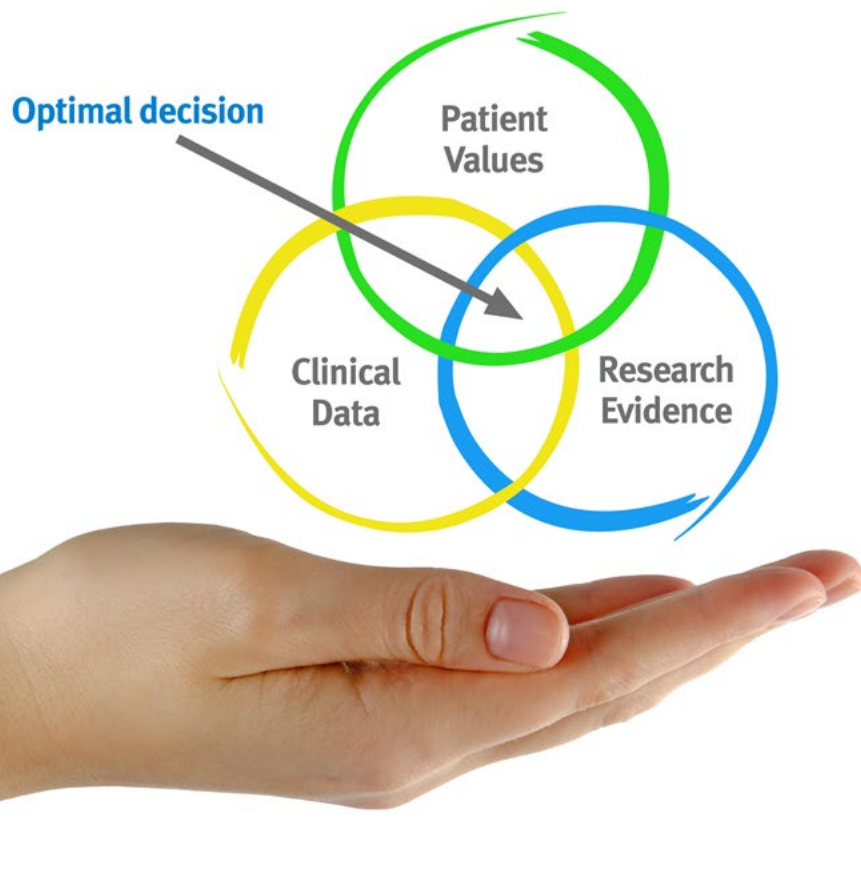 Optimal decision
Patient
Values
Clinical
Data
Research
Evidence